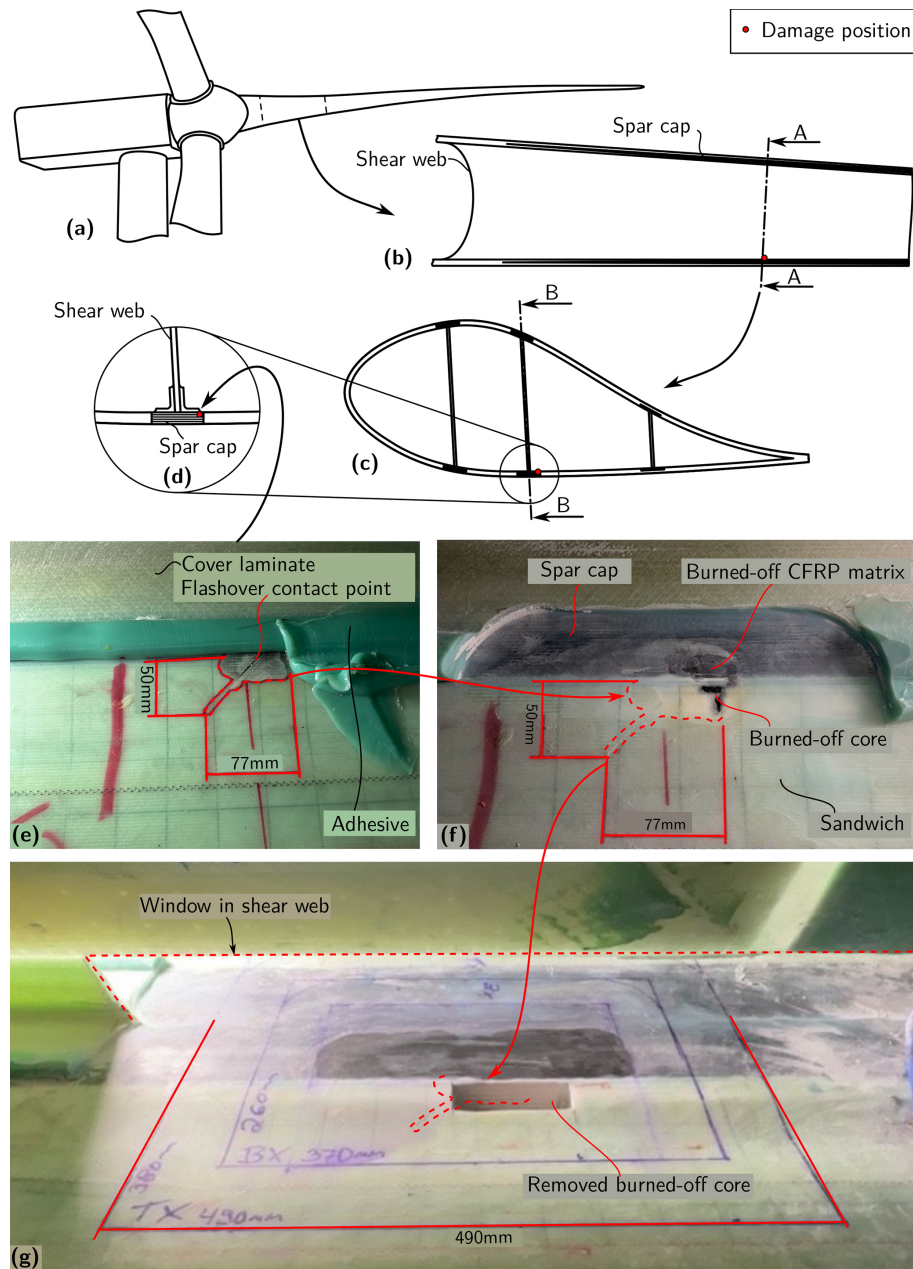 Damage position
A
Spar cap
Shear web
(a)
(b)
A
B
Shear web
Spar cap
(d)
(c)
B
Cover laminate
Flashover contact point
50mm
77mm
Adhesive
(e)
Spar cap
Burned-off CFRP matrix
50mm
Burned-off core
77mm
Sandwich
(f)
Window in shear web
260mm
BX, 370mm
380mm
TX 490mm
Removed burned-off core
490mm
(g)